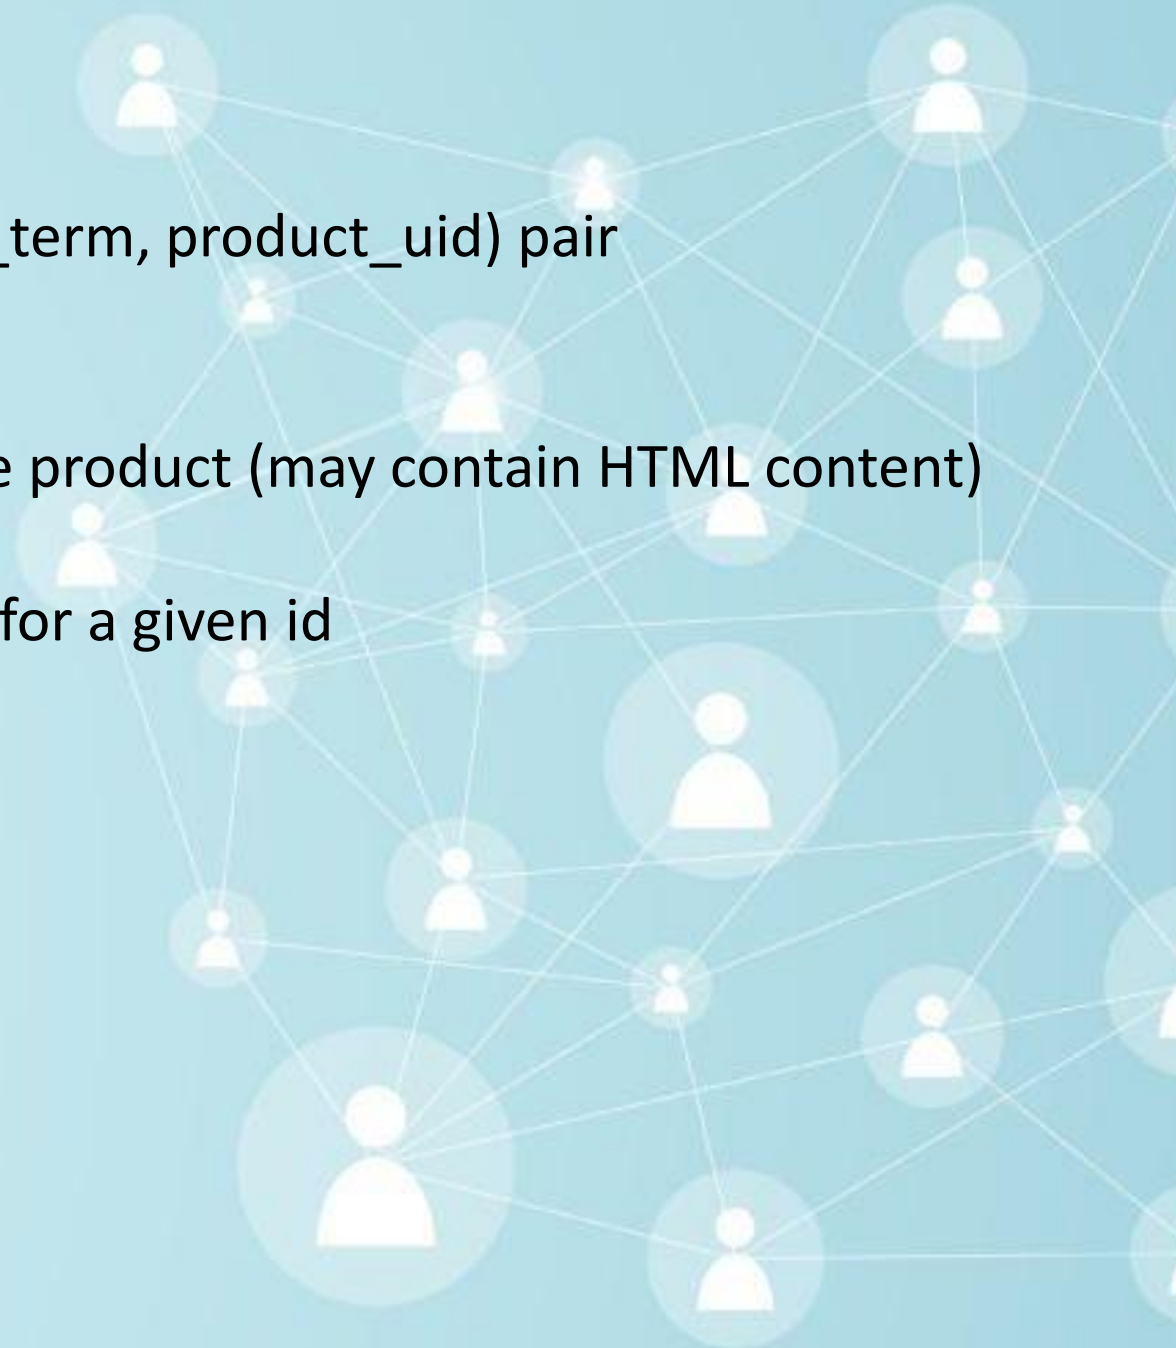 _term, product_uid) pair
e product (may contain HTML content)
for a given id